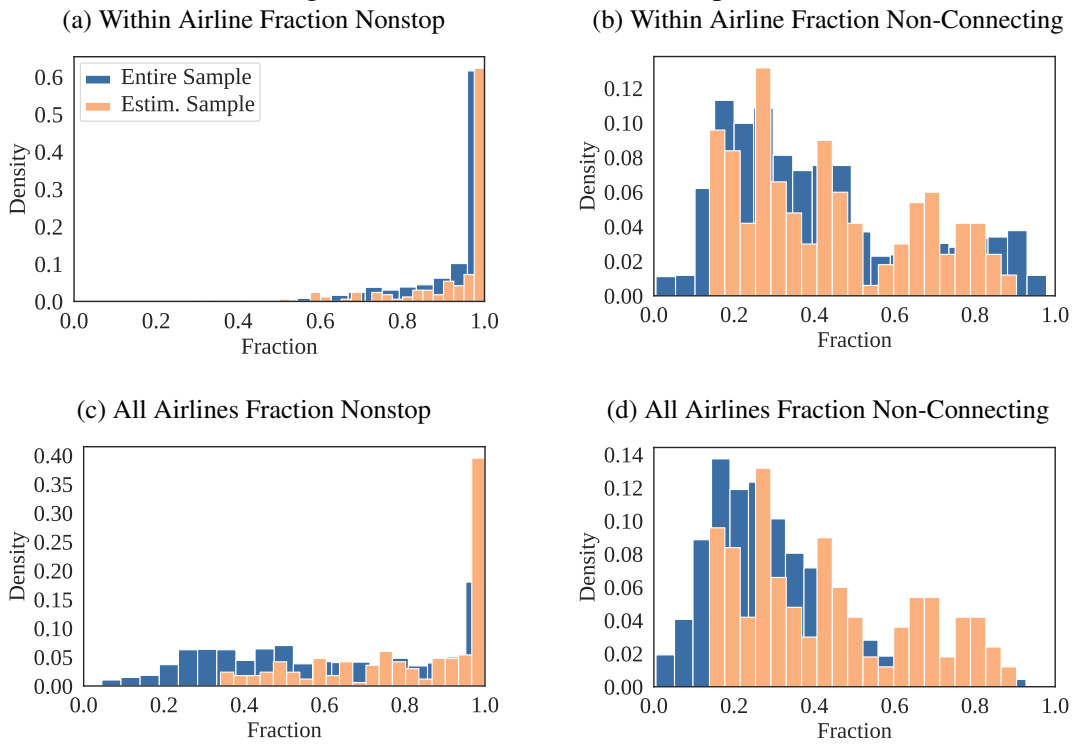 (a) Within Airline Fraction Nonstop
0.6
0.5
0.4
0.3
0.2
0.1
0.0
Density
Entire Sample
Estim. Sample
0.0 0.2 0.4 0.6 0.8 1.0
Fraction
(b) Within Airline Fraction Non-Connecting
0.12
0.10
0.08
0.06
0.04
0.02
0.00
Density
0.0 0.2 0.4 0.6 0.8 1.0
Fraction
(c) All Airlines Fraction Nonstop
0.40
0.35
0.30
0.25
0.20
0.15
0.10
0.05
0.00
Density
0.0 0.2 0.4 0.6 0.8 1.0
Fraction
(d) All Airlines Fraction Non-Connecting
0.14
0.12
0.10
0.08
0.06
0.04
0.02
0.00
Density
0.0 0.2 0.4 0.6 0.8 1.0
Fraction